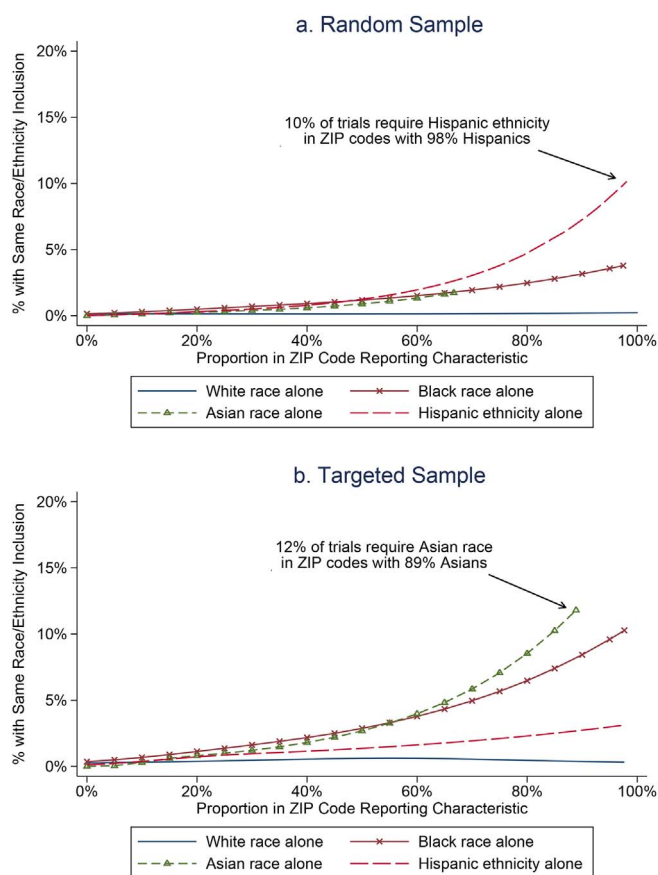 a. Random Sample
20%
15%
10%
5%
0%
% with Same Race/Ethnicity Inclusion
10% of trials require Hispanic ethnicity
in ZIP codes with 98% Hispanics
0% 20% 40% 60% 80% 100%
Proportion in ZIP Code Reporting Characteristic
White race alone Black race alone
Asian race alone Hispanic ethnicity alone
b. Targeted Sample
20%
15%
10%
5%
0%
% with Same Race/Ethnicity Inclusion
12% of trials require Asian race
in ZIP codes with 89% Asians
0% 20% 40% 60% 80% 100%
Proportion in ZIP Code Reporting Characteristic
White race alone Black race alone
Asian race alone Hispanic ethnicity alone